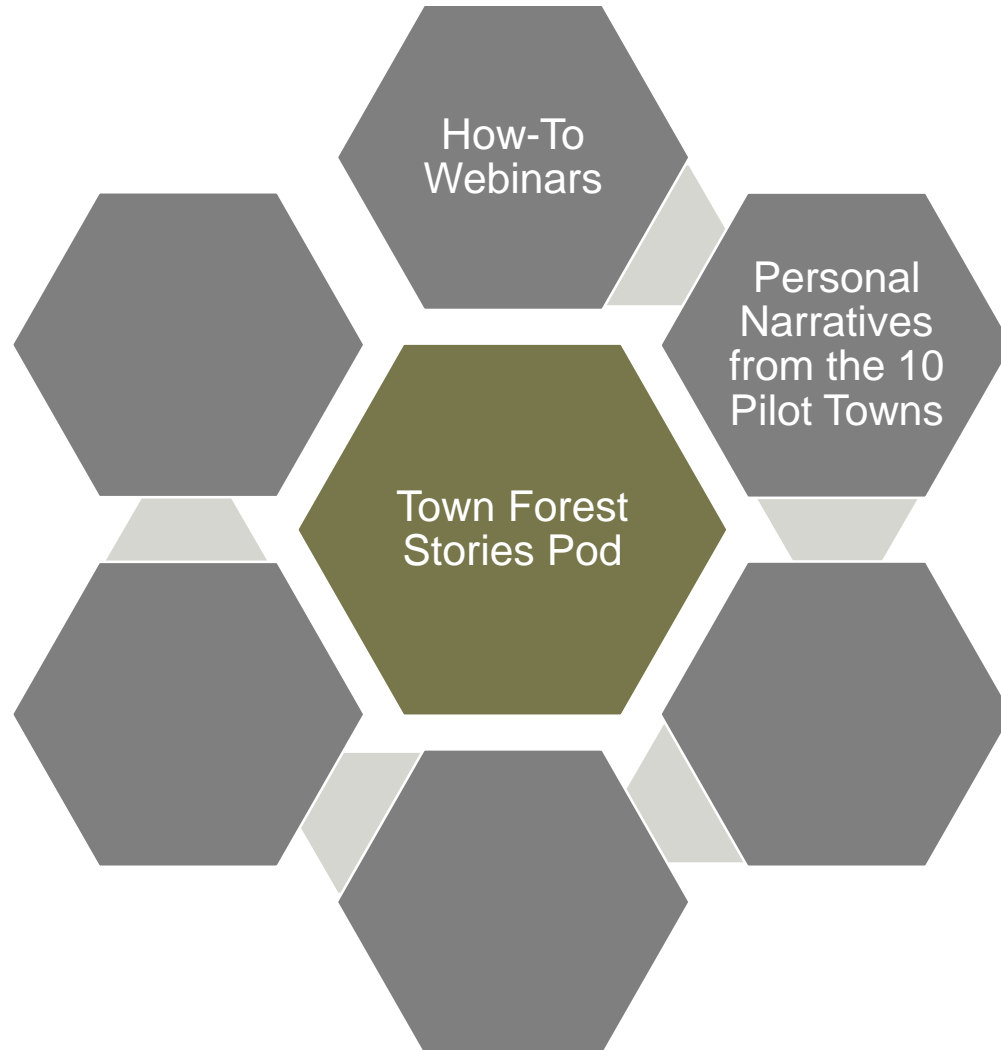 How-To
Webinars
Personal
Narratives
from the 10
Pilot Towns
Town Forest
Stories Pod